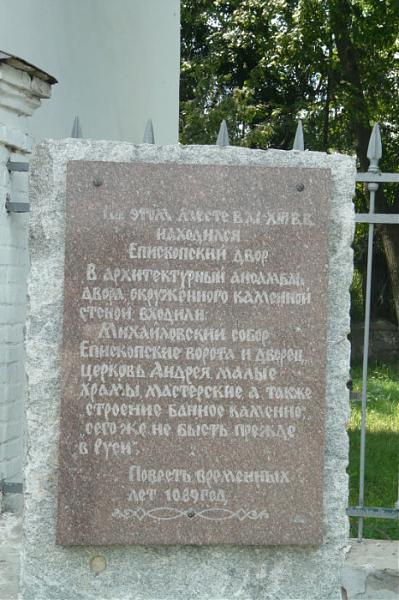 На этом месте в XI-XIII в.в.
находился
Епископский двор
В архитектурный ансамбль
двора окруженного каменной
стеной входили:
Михайловский собор,
Епископские ворота и дворец,
церковь Андрея малые
храмы мастерские а также
„строение банное каменно,
сего же не бысть прежде
в Руси".
Повесть временных
лет 1089 год